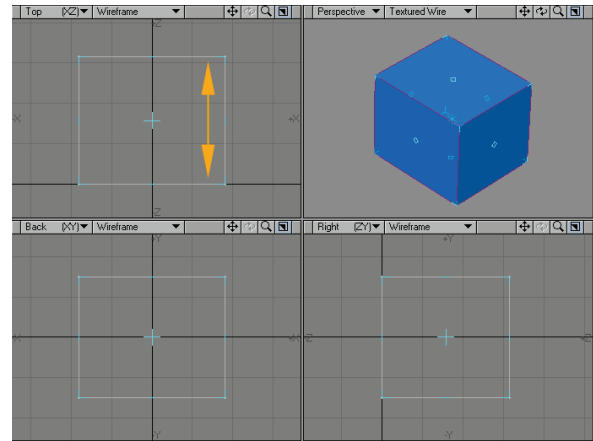 Top (XZ) Wireframe
Perspective Textured Wire
Z
-X +X
Z
Back (XY) Wireframe
Right (ZY) Wireframe
+Y +Y
-X +X Z -Z
Y -Y